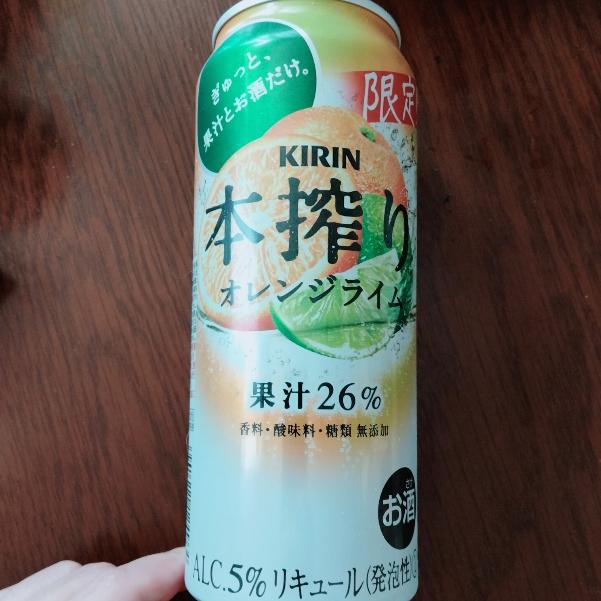 ぎゅっと、
果汁とお酒だけ。
限定
KIRIN
本搾り
オレンジライム
果汁26%
香料・酸味料・糖類 無添加
さけ
お酒
ALC.5% リキュール(発泡性)